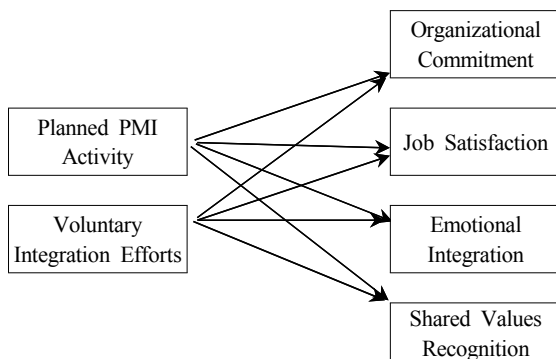 Organizational
Commitment
Planned PMI
Activity
Job Satisfaction
Voluntary
Integration Efforts
Emotional
Integration
Shared Values
Recognition